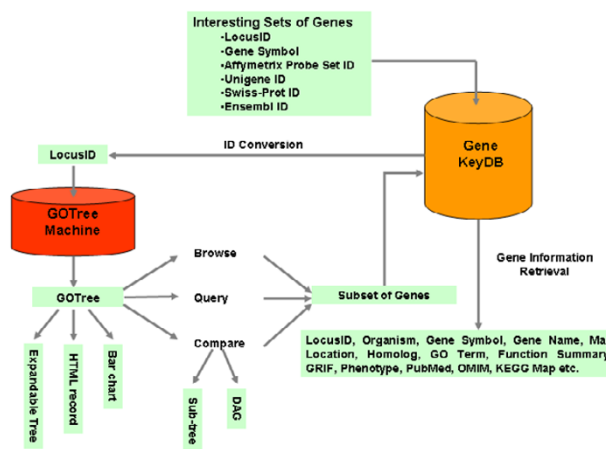 Interesting Sets of Genes
-LocusID
-Gene Symbol
-Affymetrix Probe Set ID
-Unigene ID
-Swiss-Prot ID
-Ensembl ID
Gene
KeyDB
ID Conversion
LocusID
GOTree
Machine
Browse
Gene Information
Retrieval
GOTree
Query
Subset of Genes
Compare
LocusID, Organism, Gene Symbol, Gene Name, Ma
Location, Homolog, GO Term, Function Summary
GRIF, Phenotype, PubMed, OMIM, KEGG Map etc.
Expandable Tree
HTML record
Bar chart
Sub-tree
DAG